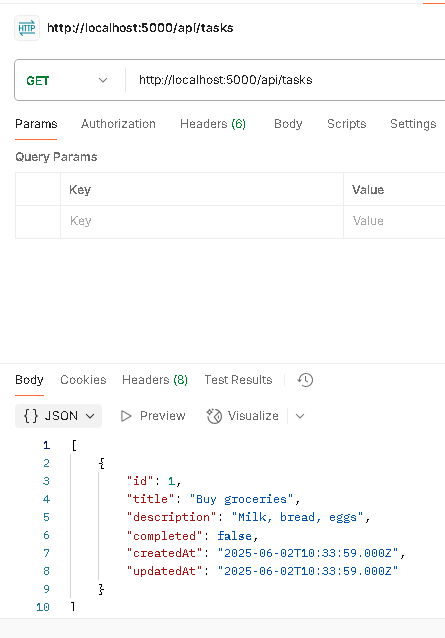 HTTP http://localhost:5000/api/tasks
GET http://localhost:5000/api/tasks
Params Authorization Headers (6) Body Scripts Settings
Query Params
Key Value
Key Value
Body Cookies Headers (8) Test Results
{} JSON Preview Visualize
1 [
2 {
3 "id": 1,
4 "title": "Buy groceries",
5 "description": "Milk, bread, eggs",
6 "completed": false,
7 "createdAt": "2025-06-02T10:33:59.000Z",
8 "updatedAt": "2025-06-02T10:33:59.000Z"
9 }
10 ]